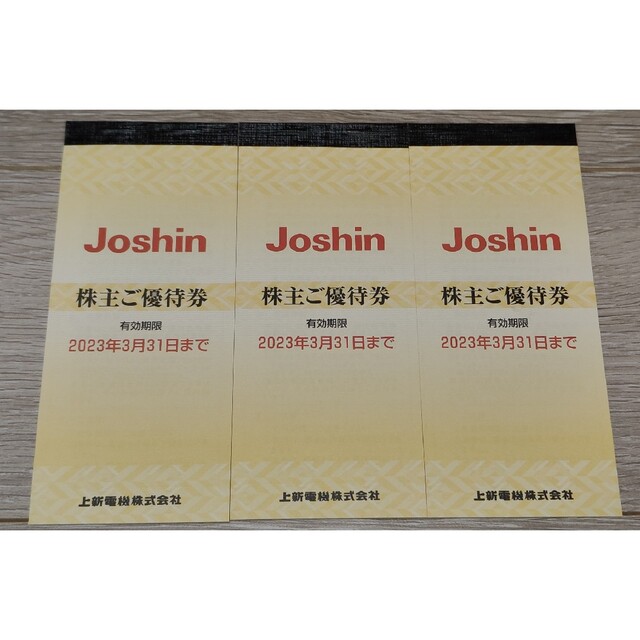 Joshin
株主ご優待券
有効期限
2023年3月31日まで
上新電機株式会社
Joshin
株主ご優待券
有効期限
2023年3月31日まで
上新電機株式会社
Joshin
株主ご優待券
有効期限
2023年3月31日まで
上新電機株式会社